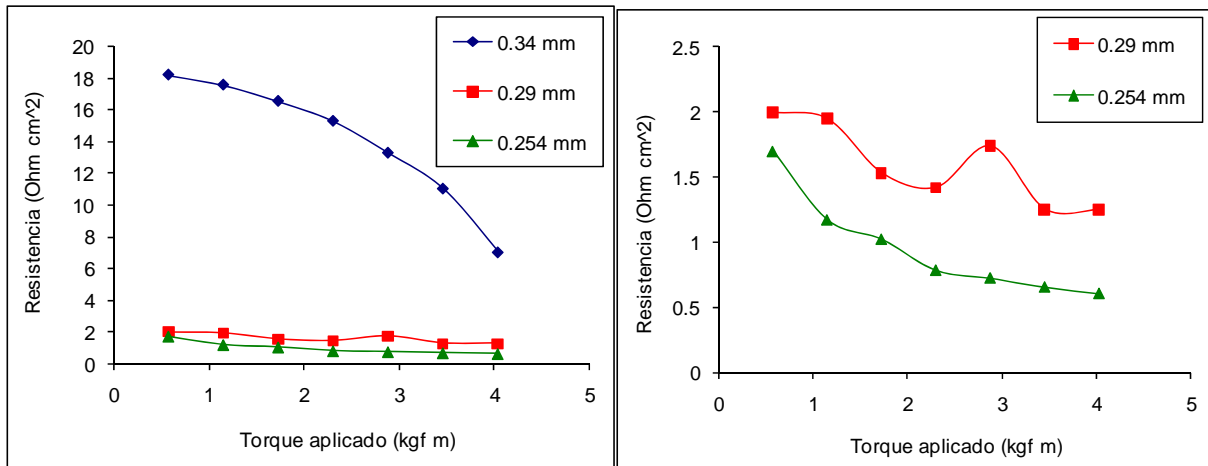 Resistencia (Ohm cm^2)
20
18
16
14
12
10
8
6
4
2
0
0 1 2 3 4 5
Torque aplicado (kgf m)
0.34 mm
0.29 mm
0.254 mm
Resistencia (Ohm cm^2)
2.5
2
1.5
1
0.5
0
0 1 2 3 4 5
Torque aplicado (kgf m)
0.29 mm
0.254 mm